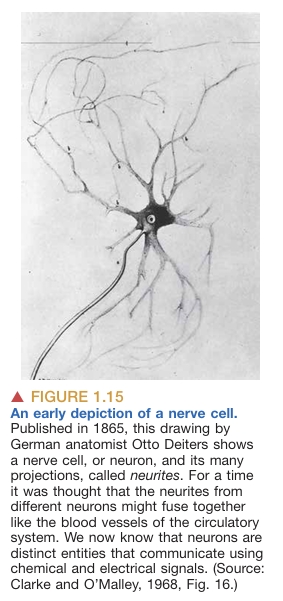 ▲ FIGURE 1.15
An early depiction of a nerve cell.
Published in 1865, this drawing by
German anatomist Otto Deiters shows
a nerve cell, or neuron, and its many
projections, called neurites. For a time
it was thought that the neurites from
different neurons might fuse together
like the blood vessels of the circulatory
system. We now know that neurons are
distinct entities that communicate using
chemical and electrical signals. (Source:
Clarke and O’Malley, 1968, Fig. 16.)